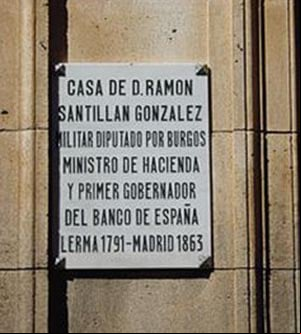 CASA DE D. RAMON
SANTILLAN GONZALEZ
MILITAR DIPUTADO POR BURGOS
MINISTRO DE HACIENDA
Y PRIMER GOBERNADOR
DEL BANCO DE ESPAÑA
LERMA 1791-MADRID 1863